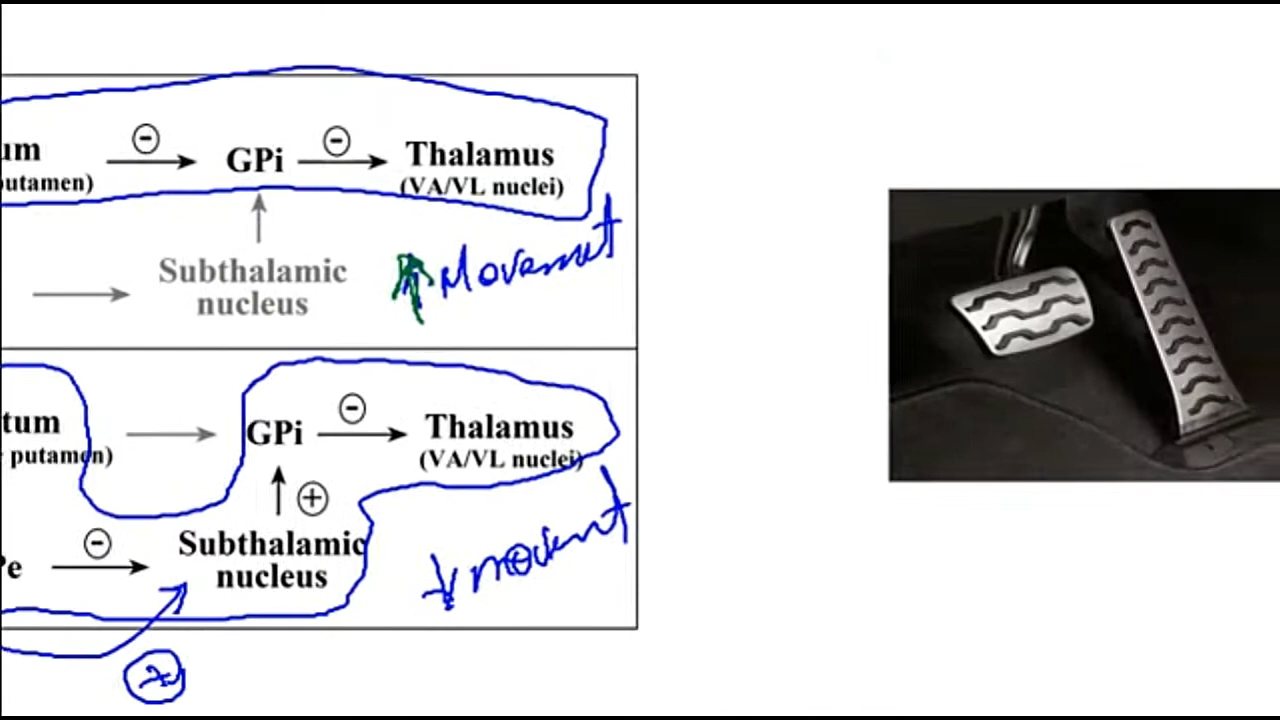 um ⊖ GPi ⊖ Thalamus
putamen) (VA/VL nuclei)
Subthalamic
nucleus
↑ Movement
tum GPi ⊖ Thalamus
putamen) (VA/VL nuclei)
⊕
Pe ⊖ Subthalamic
nucleus
↓ movement